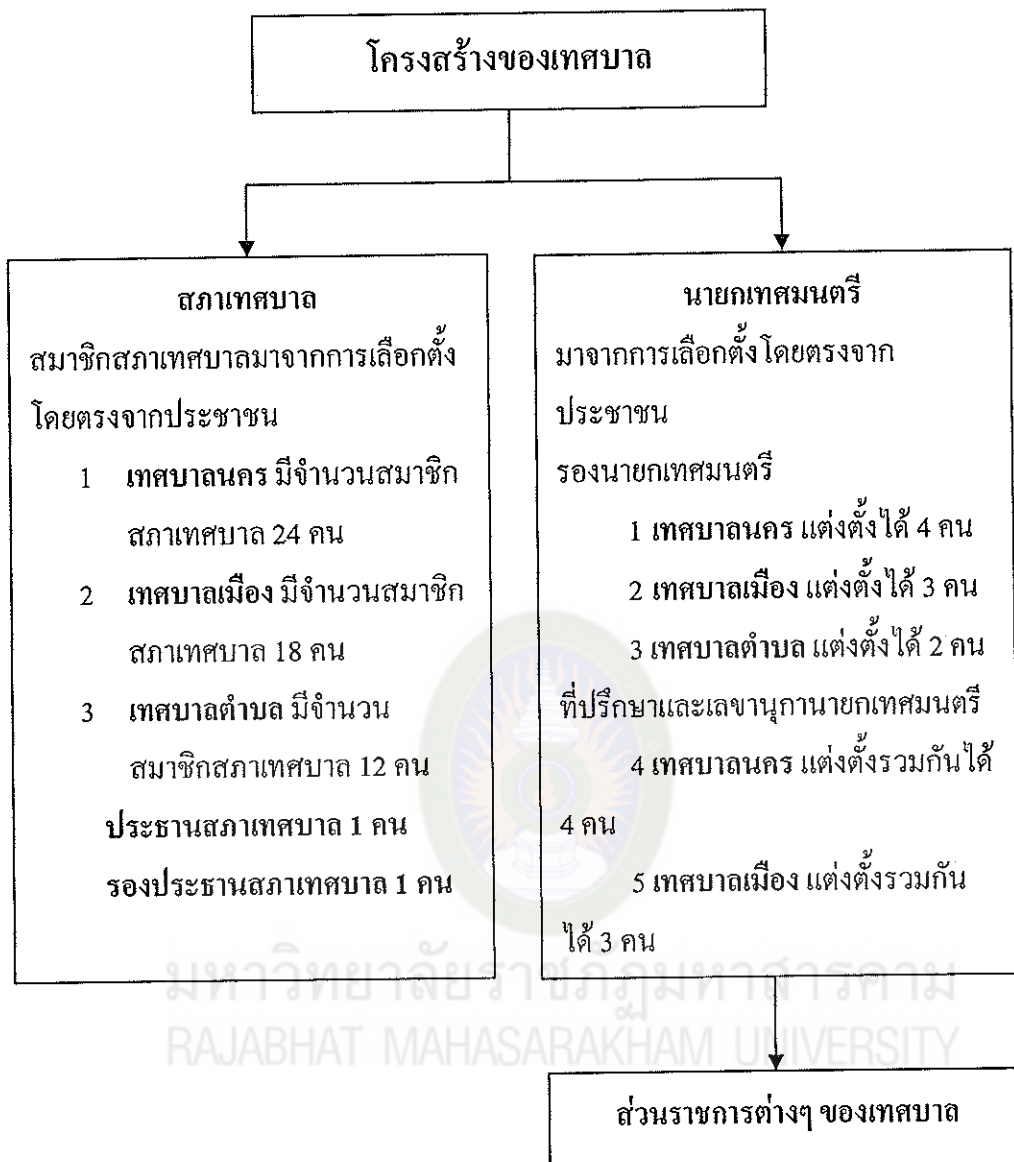 โครงสร้างของเทศบาล
สภาเทศบาล
สมาชิกสภาเทศบาลมาจากการเลือกตั้ง
โดยตรงจากประชาชน
1 เทศบาลนคร มีจำนวนสมาชิก
สภาเทศบาล 24 คน
2 เทศบาลเมือง มีจำนวนสมาชิก
สภาเทศบาล 18 คน
3 เทศบาลตำบล มีจำนวน
สมาชิกสภาเทศบาล 12 คน
ประธานสภาเทศบาล 1 คน
รองประธานสภาเทศบาล 1 คน
นายกเทศมนตรี
มาจากการเลือกตั้งโดยตรงจาก
ประชาชน
รองนายกเทศมนตรี
1 เทศบาลนคร แต่งตั้งได้ 4 คน
2 เทศบาลเมือง แต่งตั้งได้ 3 คน
3 เทศบาลตำบล แต่งตั้งได้ 2 คน
ที่ปรึกษาและเลขานุกานายกเทศมนตรี
4 เทศบาลนคร แต่งตั้งรวมกันได้
4 คน
5 เทศบาลเมือง แต่งตั้งรวมกัน
ได้ 3 คน
มหาวิทยาลัยราชภัฏมหาสารคาม
RAJABHAT MAHASARAKHAM UNIVERSITY
ส่วนราชการต่างๆ ของเทศบาล